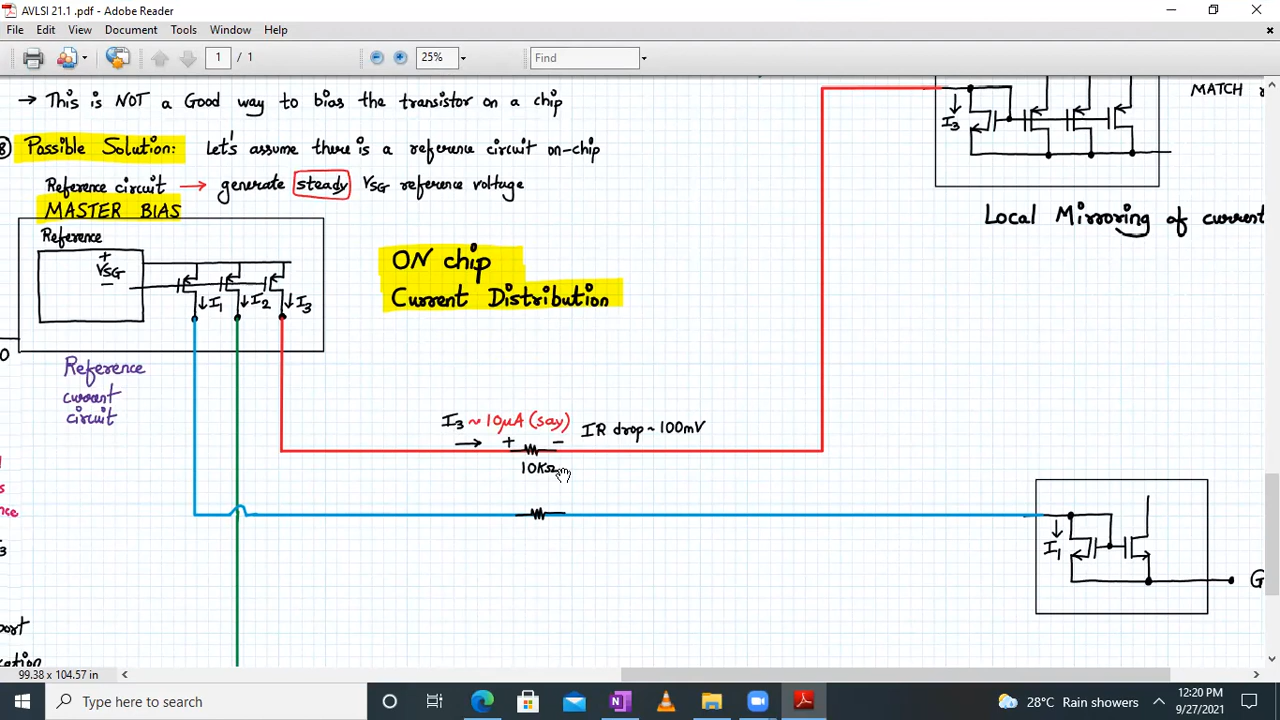 AVLSI 21.1 .pdf - Adobe Reader
File Edit View Document Tools Window Help
1 / 1 25% Find
→ This is NOT a Good way to bias the transistor on a chip
I3
MATCH
8) Possible Solution: Let's assume there is a reference circuit on-chip
Reference circuit → generate steady VSG reference voltage
MASTER BIAS
Local Mirroring of current
Reference
+
VSG
−
I1 I2 I3
ON chip
Current Distribution
Reference
current
circuit
I3 ~ 10μA (say) IR drop ~ 100mV
+ −
10KΩ
I1
G
99.38 x 104.57 in
Type here to search
28°C Rain showers
12:20 PM
9/27/2021